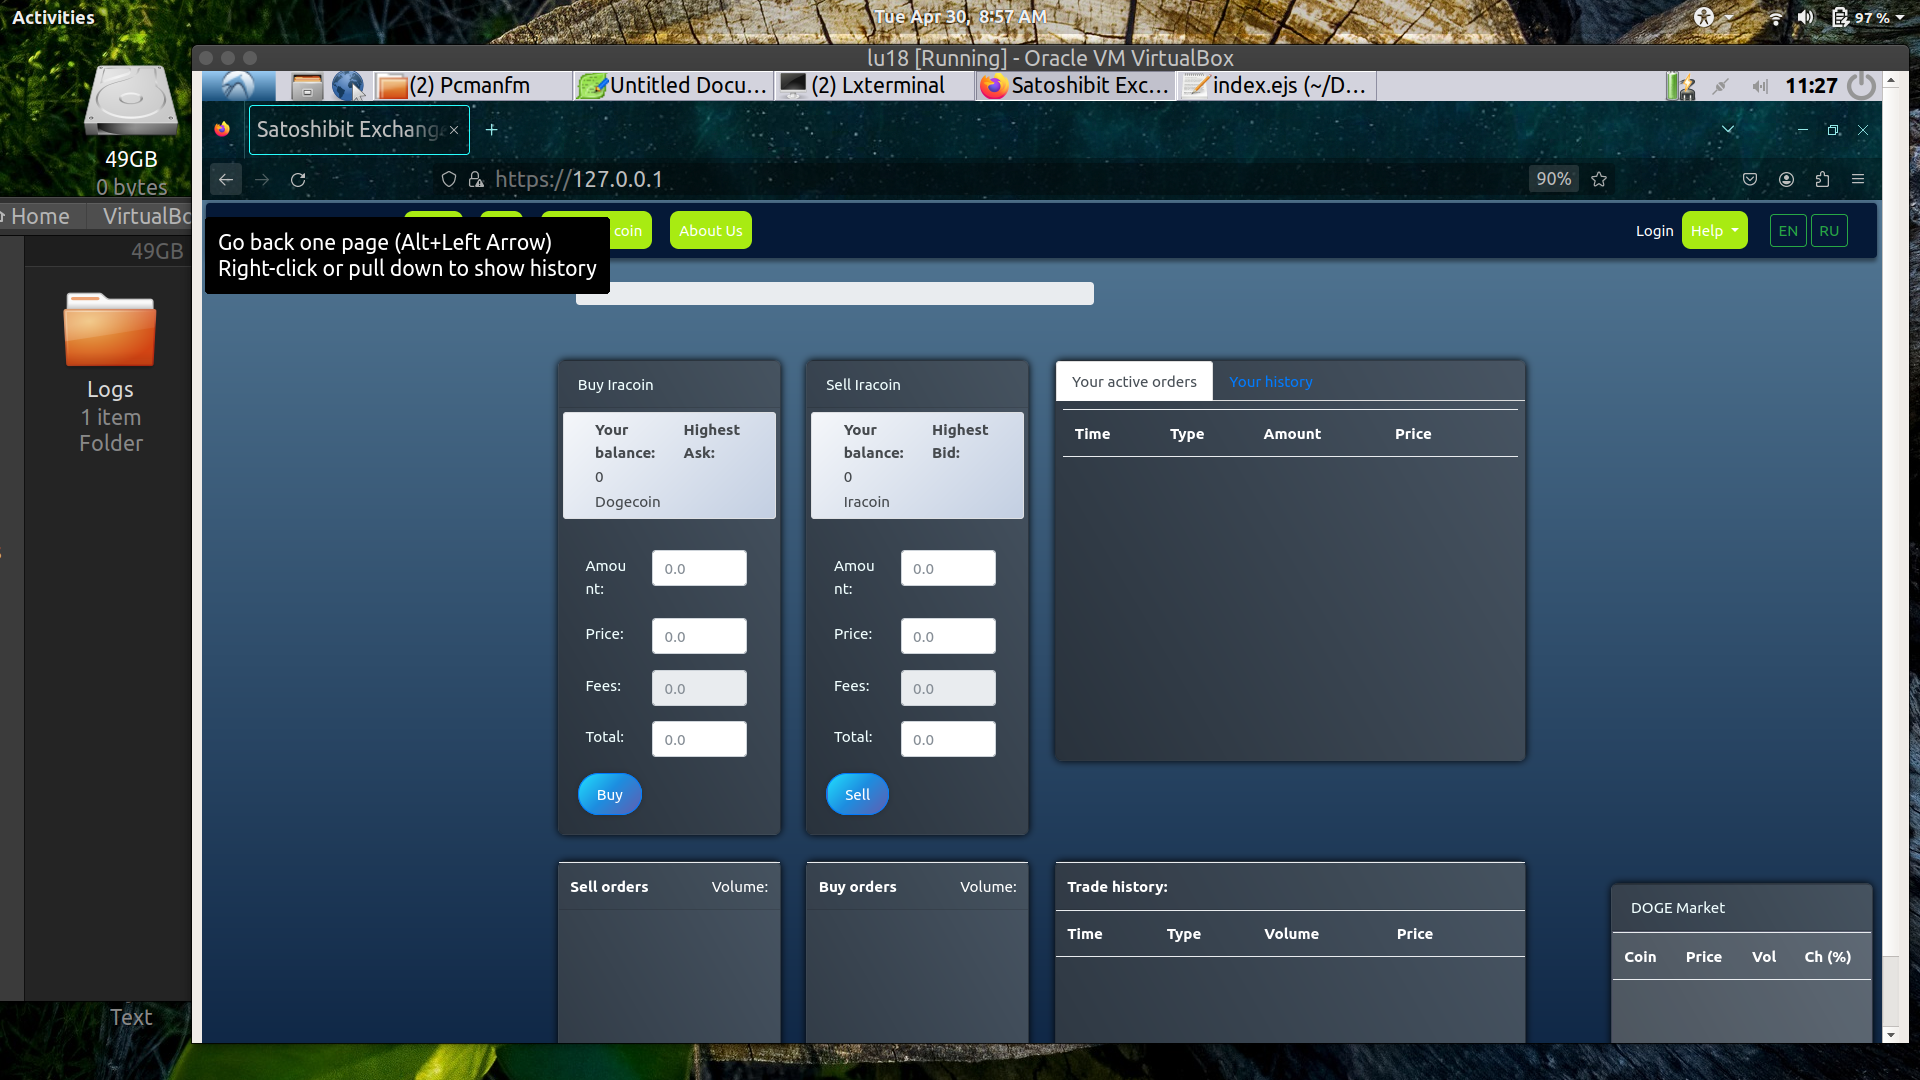 Activities
Tue Apr 30, 8:57 AM
97 %
lu18 [Running] - Oracle VM VirtualBox
(2) Pcmanfm
Untitled Docu...
(2) Lxterminal
Satoshibit Exc...
index.ejs (~/D...
11:27
Satoshibit Exchang
https://127.0.0.1
90%
49GB
0 bytes
Home
VirtualBo
49GB
Logs
1 item
Folder
Text
Go back one page (Alt+Left Arrow)
Right-click or pull down to show history
coin
About Us
Login
Help
EN
RU
Buy Iracoin
Your balance:
0
Dogecoin
Highest Ask:
Amou
nt:
0.0
Price:
0.0
Fees:
0.0
Total:
0.0
Buy
Sell Iracoin
Your balance:
0
Iracoin
Highest Bid:
Amou
nt:
0.0
Price:
0.0
Fees:
0.0
Total:
0.0
Sell
Your active orders
Your history
Time Type Amount Price
Sell orders Volume:
Buy orders Volume:
Trade history:
Time Type Volume Price
DOGE Market
Coin Price Vol Ch (%)